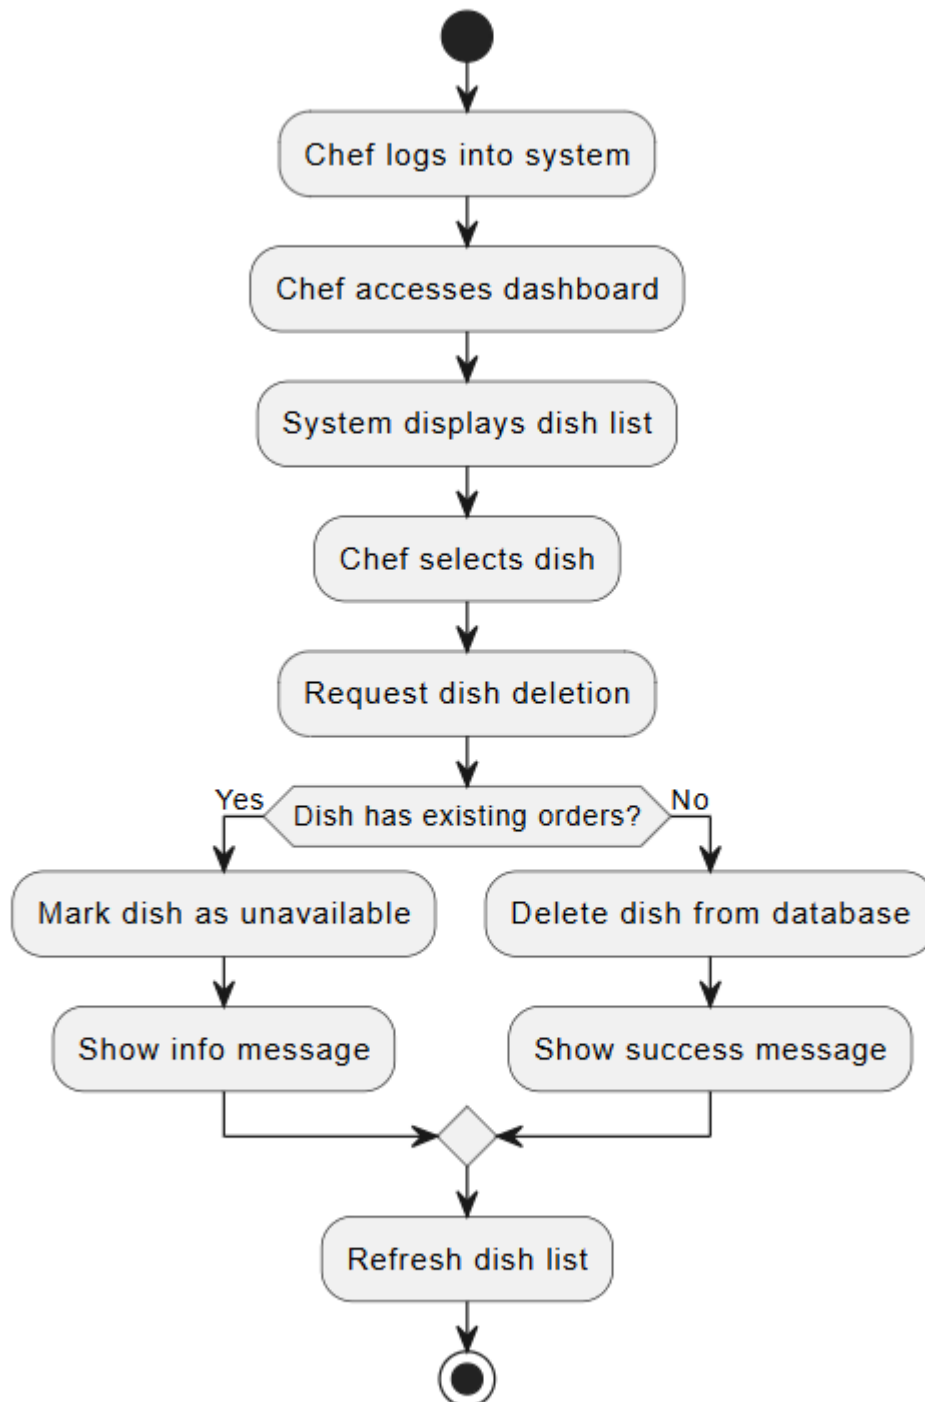 Chef logs into system
Chef accesses dashboard
System displays dish list
Chef selects dish
Request dish deletion
Yes
Dish has existing orders?
No
Mark dish as unavailable
Delete dish from database
Show info message
Show success message
Refresh dish list